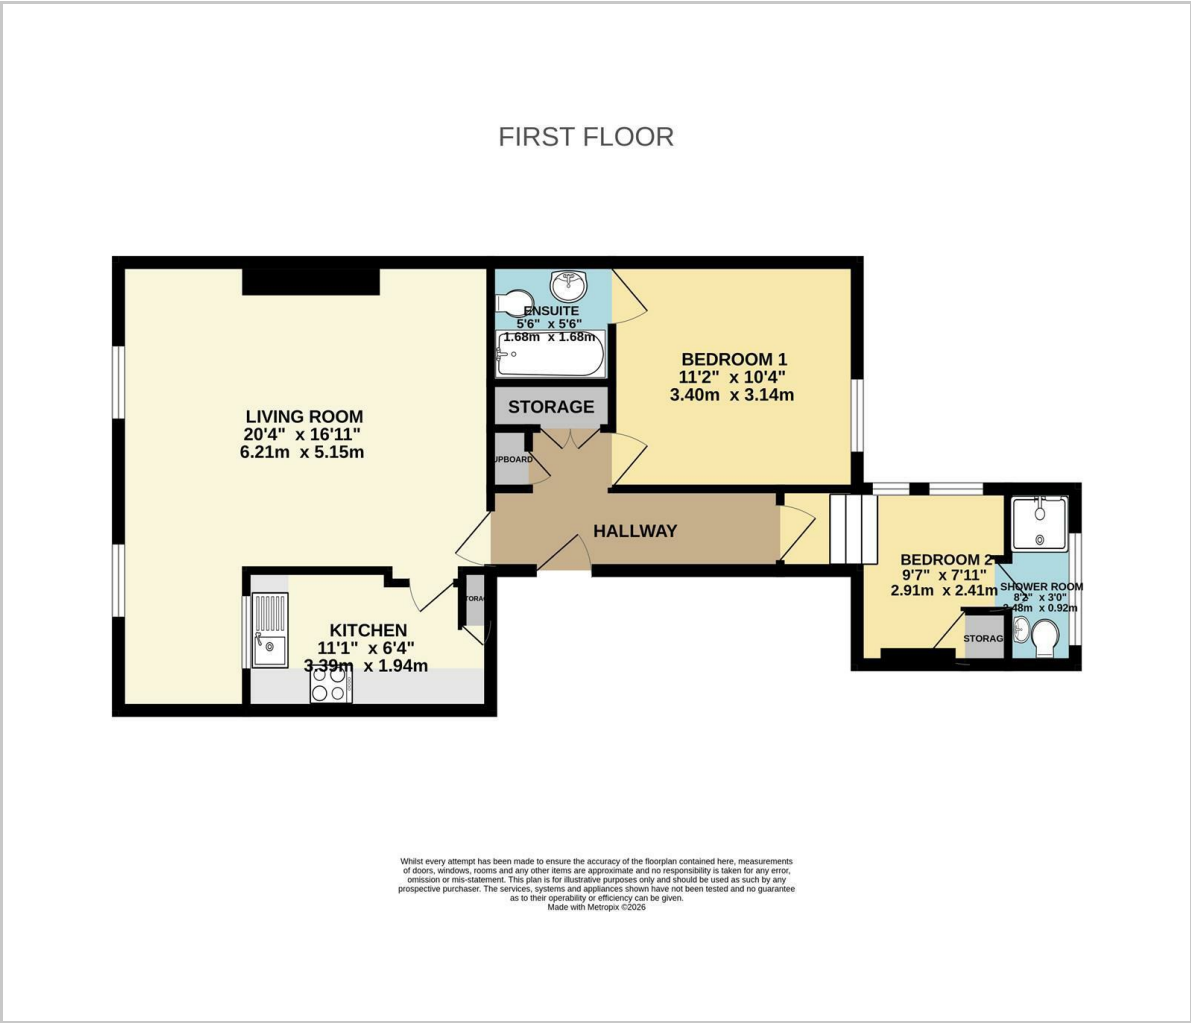 FIRST FLOOR
ENSUITE
5'6" x 5'6"
1.68m x 1.68m
BEDROOM 1
11'2" x 10'4"
3.40m x 3.14m
STORAGE
LIVING ROOM
20'4" x 16'11"
6.21m x 5.15m
UPBOARD
HALLWAY
BEDROOM 2
9'7" x 7'11"
2.91m x 2.41m
SHOWER ROOM
8'2" x 3'0"
2.48m x 0.92m
TORAG
KITCHEN
11'1" x 6'4"
3.39m x 1.94m
STORAG
Whilst every attempt has been made to ensure the accuracy of the floorplan contained here, measurements
of doors, windows, rooms and any other items are approximate and no responsibility is taken for any error,
omission or mis-statement. This plan is for illustrative purposes only and should be used as such by any
prospective purchaser. The services, systems and appliances shown have not been tested and no guarantee
as to their operability or efficiency can be given.
Made with Metropix ©2026